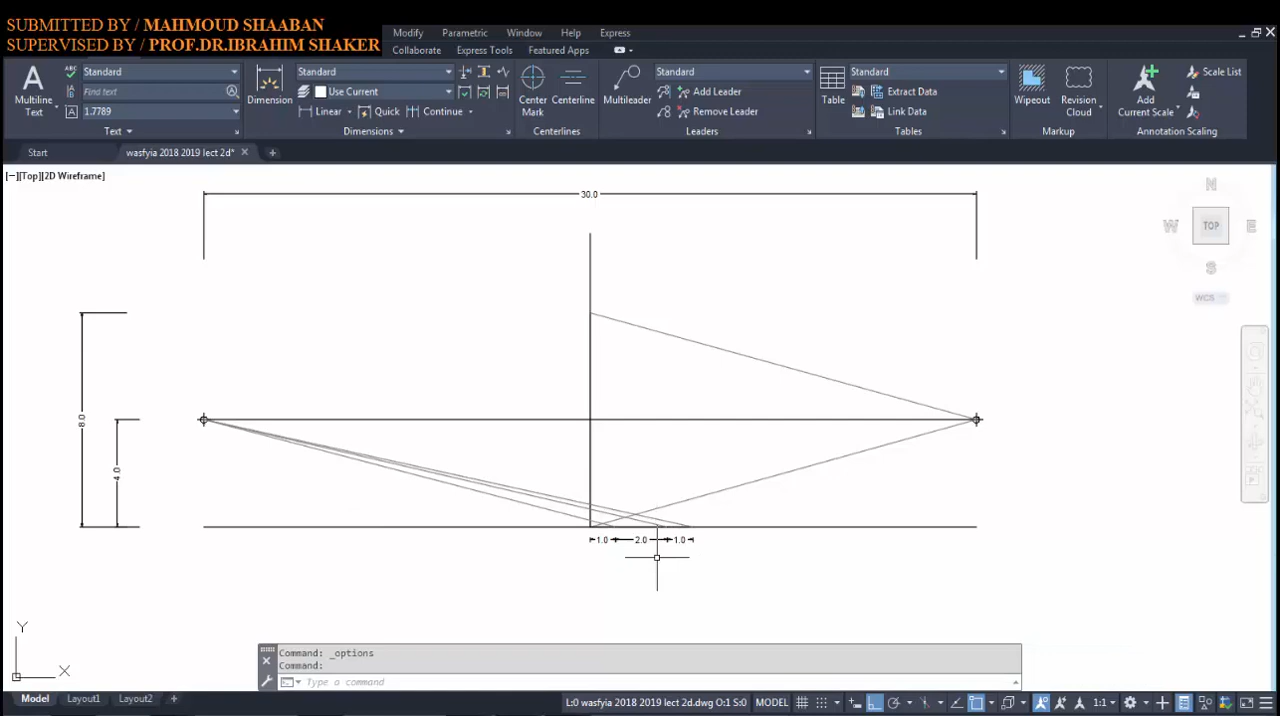 SUBMITTED BY / MAHMOUD SHAABAN
SUPERVISED BY / PROF.DR.IBRAHIM SHAKER
Modify Parametric Window Help Express
Collaborate Express Tools Featured Apps
A Multiline Text
ABC Standard
Find text
A 1.7789
Text
Dimension
Standard
Use Current
Linear Quick Continue
Dimensions
Center Mark
Centerline
Centerlines
Multileader
Standard
Add Leader
Remove Leader
Leaders
Table
Standard
Extract Data
Link Data
Tables
Wipeout
Revision Cloud
Markup
Add Current Scale
Scale List
Annotation Scaling
Start
wasfyia 2018 2019 lect 2d*
[−][Top][2D Wireframe]
30.0
N
W TOP E
S
WCS
8.0
4.0
1.0 2.0 1.0
Y
X
Command: _options
Command:
Type a command
Model Layout1 Layout2 +
L:0 wasfyia 2018 2019 lect 2d.dwg O:1 S:0 MODEL
1:1